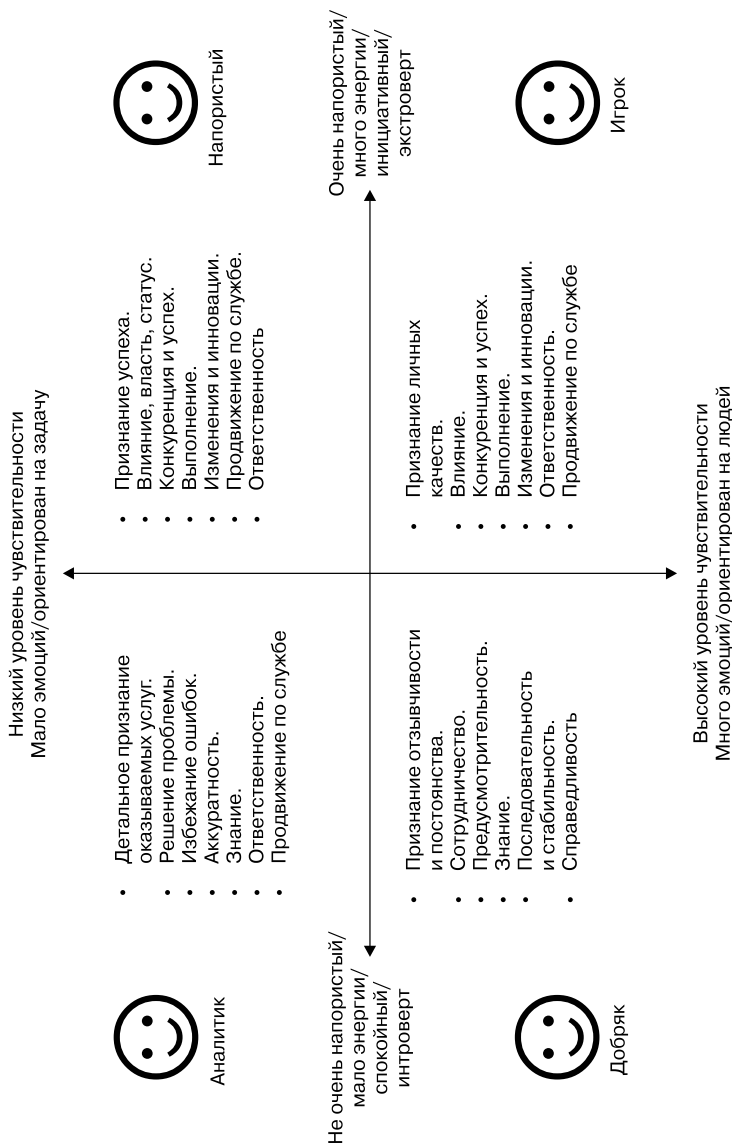 Низкий уровень чувствительности
Мало эмоций/ориентирован на задачу
Аналитик
• Детальное признание
оказываемых услуг.
• Решение проблемы.
• Избежание ошибок.
• Аккуратность.
• Знание.
• Ответственность.
• Продвижение по службе
• Признание успеха.
• Влияние, власть, статус.
• Конкуренция и успех.
• Выполнение.
• Изменения и инновации.
• Продвижение по службе.
• Ответственность
Напористый
Не очень напористый/
мало энергии/
спокойный/
интроверт
Очень напористый/
много энергии/
инициативный/
экстроверт
Добряк
• Признание отзывчивости
и постоянства.
• Сотрудничество.
• Предусмотрительность.
• Знание.
• Последовательность
и стабильность.
• Справедливость
• Признание личных
качеств.
• Влияние.
• Конкуренция и успех.
• Выполнение.
• Изменения и инновации.
• Ответственность.
• Продвижение по службе
Игрок
Высокий уровень чувствительности
Много эмоций/ориентирован на людей